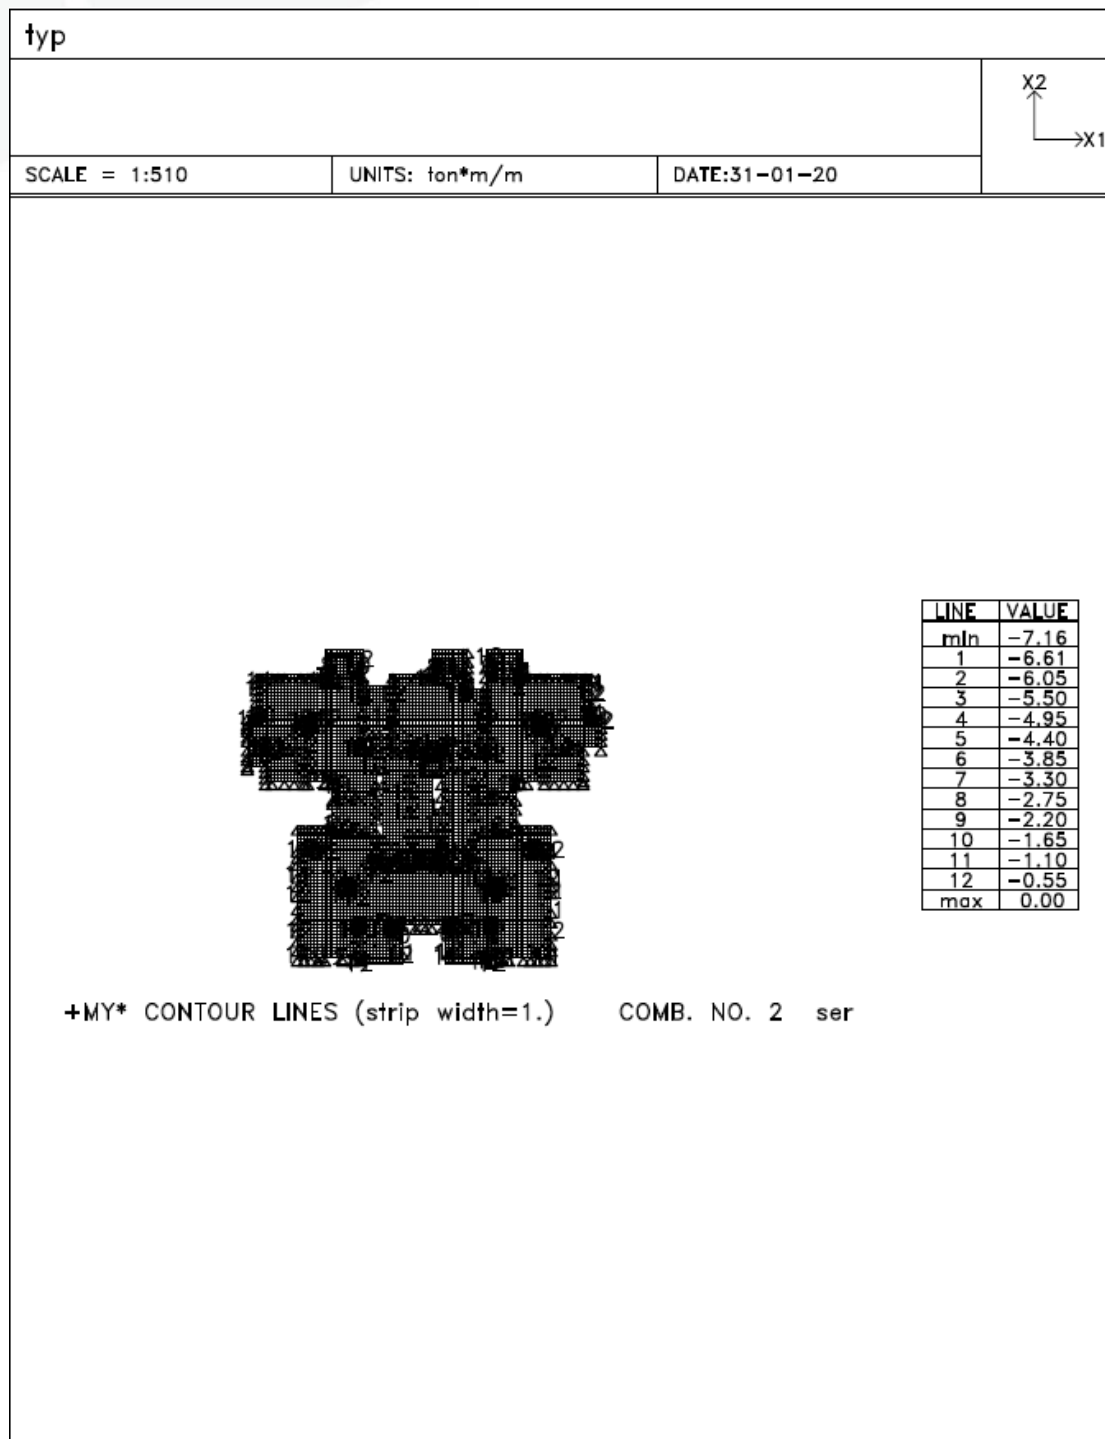 typ
X2
X1
SCALE = 1:510
UNITS: ton*m/m
DATE:31-01-20
LINE VALUE
min -7.16
1 -6.61
2 -6.05
3 -5.50
4 -4.95
5 -4.40
6 -3.85
7 -3.30
8 -2.75
9 -2.20
10 -1.65
11 -1.10
12 -0.55
max 0.00
+MY* CONTOUR LINES (strip width=1.) COMB. NO. 2 ser